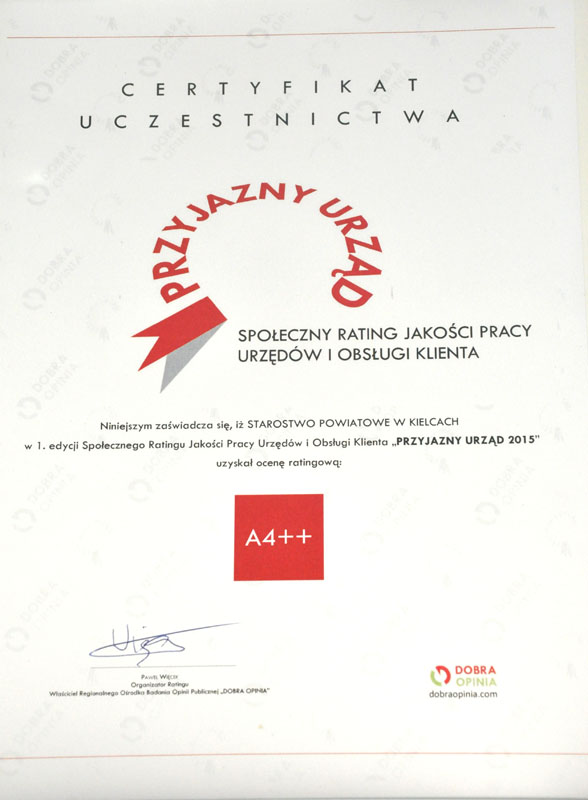 CERTYFIKAT
UCZESTNICTWA
PRZYJAZNY URZĄD
SPOŁECZNY RATING JAKOŚCI PRACY
URZĘDÓW I OBSŁUGI KLIENTA
Niniejszym zaświadcza się, iż STAROSTWO POWIATOWE W KIELCACH
w 1. edycji Społecznego Ratingu Jakości Pracy Urzędów i Obsługi Klienta „PRZYJAZNY URZĄD 2015”
uzyskał ocenę ratingową:
A4++
PAWEŁ WIĘCEK
Organizator Ratingu
Właściciel Regionalnego Ośrodka Badania Opinii Publicznej „DOBRA OPINIA”
DOBRA
OPINIA
dobraopinia.com